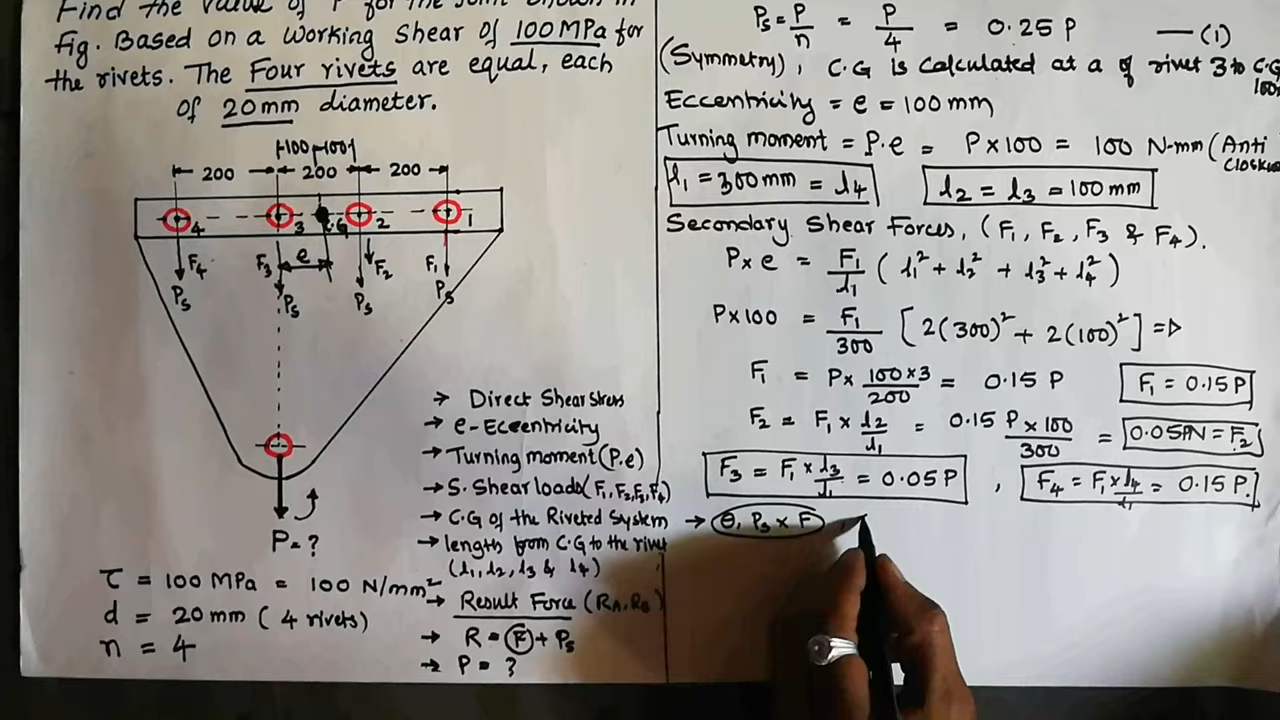 Find the value of P for the Joint shown in
Fig. Based on a working shear of 100 MPa for
the rivets. The Four rivets are equal, each
of 20mm diameter.
100 100
200 200 200
4 3 C.G 2 1
F4 F3 e F2 F1
Ps Ps Ps Ps
P = ?
τ = 100 MPa = 100 N/mm²
d = 20mm ( 4 rivets)
n = 4
→ Direct Shear Stress
→ e - Eccentricity
→ Turning moment (P.e)
→ S. Shear loads (F1, F2, F3, F4)
→ C.G of the Riveted System
→ length from C.G to the rivet
(l1, l2, l3 & l4)
→ Result Force (RA, RB)
→ R = F + Ps
→ P = ?
Ps = P/n = P/4 = 0.25 P — (1)
(Symmetry), C.G is calculated at a of rivet 3 to C.G
100
Eccentricity = e = 100 mm
Turning moment = P.e = P x 100 = 100 N-mm (Anti
l1 = 300mm = l4 l2 = l3 = 100 mm
Secondary Shear Forces, (F1, F2, F3 & F4).
P x e = F1/l1 ( l1² + l2² + l3² + l4²)
P x 100 = F1/300 [2(300)² + 2(100)²] =>
F1 = P x 100 x 3/200 = 0.15 P F1 = 0.15 P
F2 = F1 x l2/l1 = 0.15 P x 100/300 = 0.05PN = F2
F3 = F1 x l3/l1 = 0.05 P , F4 = F1 x l4/l1 = 0.15 P.
→ θ, Ps x F ,